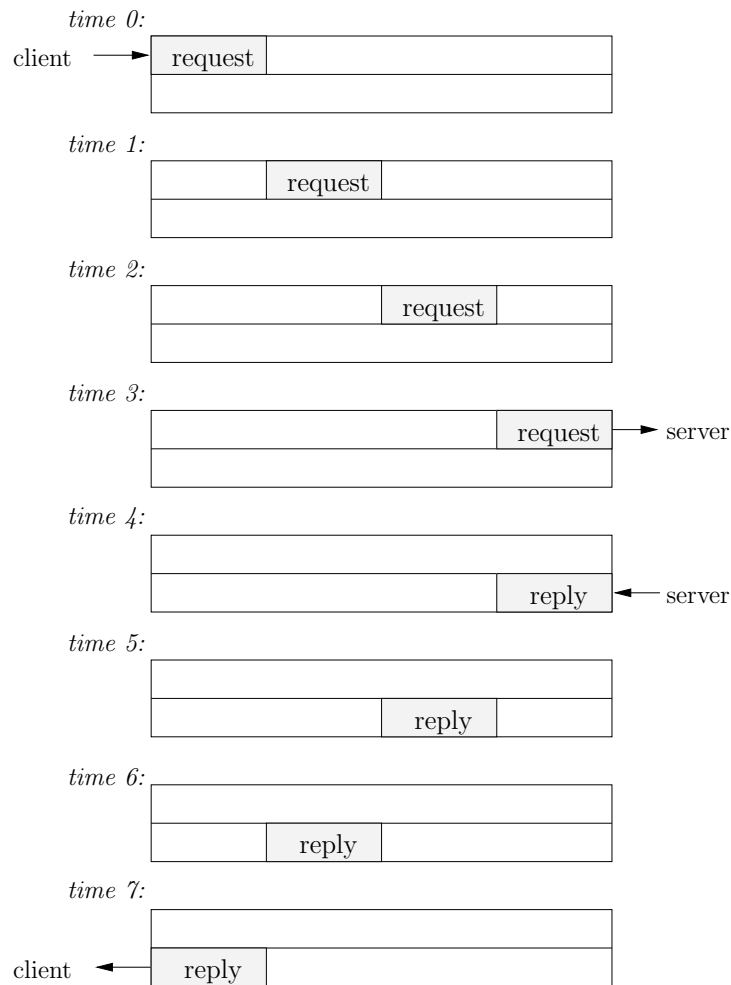 time 0:
client request
time 1:
request
time 2:
request
time 3:
request server
time 4:
reply server
time 5:
reply
time 6:
reply
time 7:
client reply